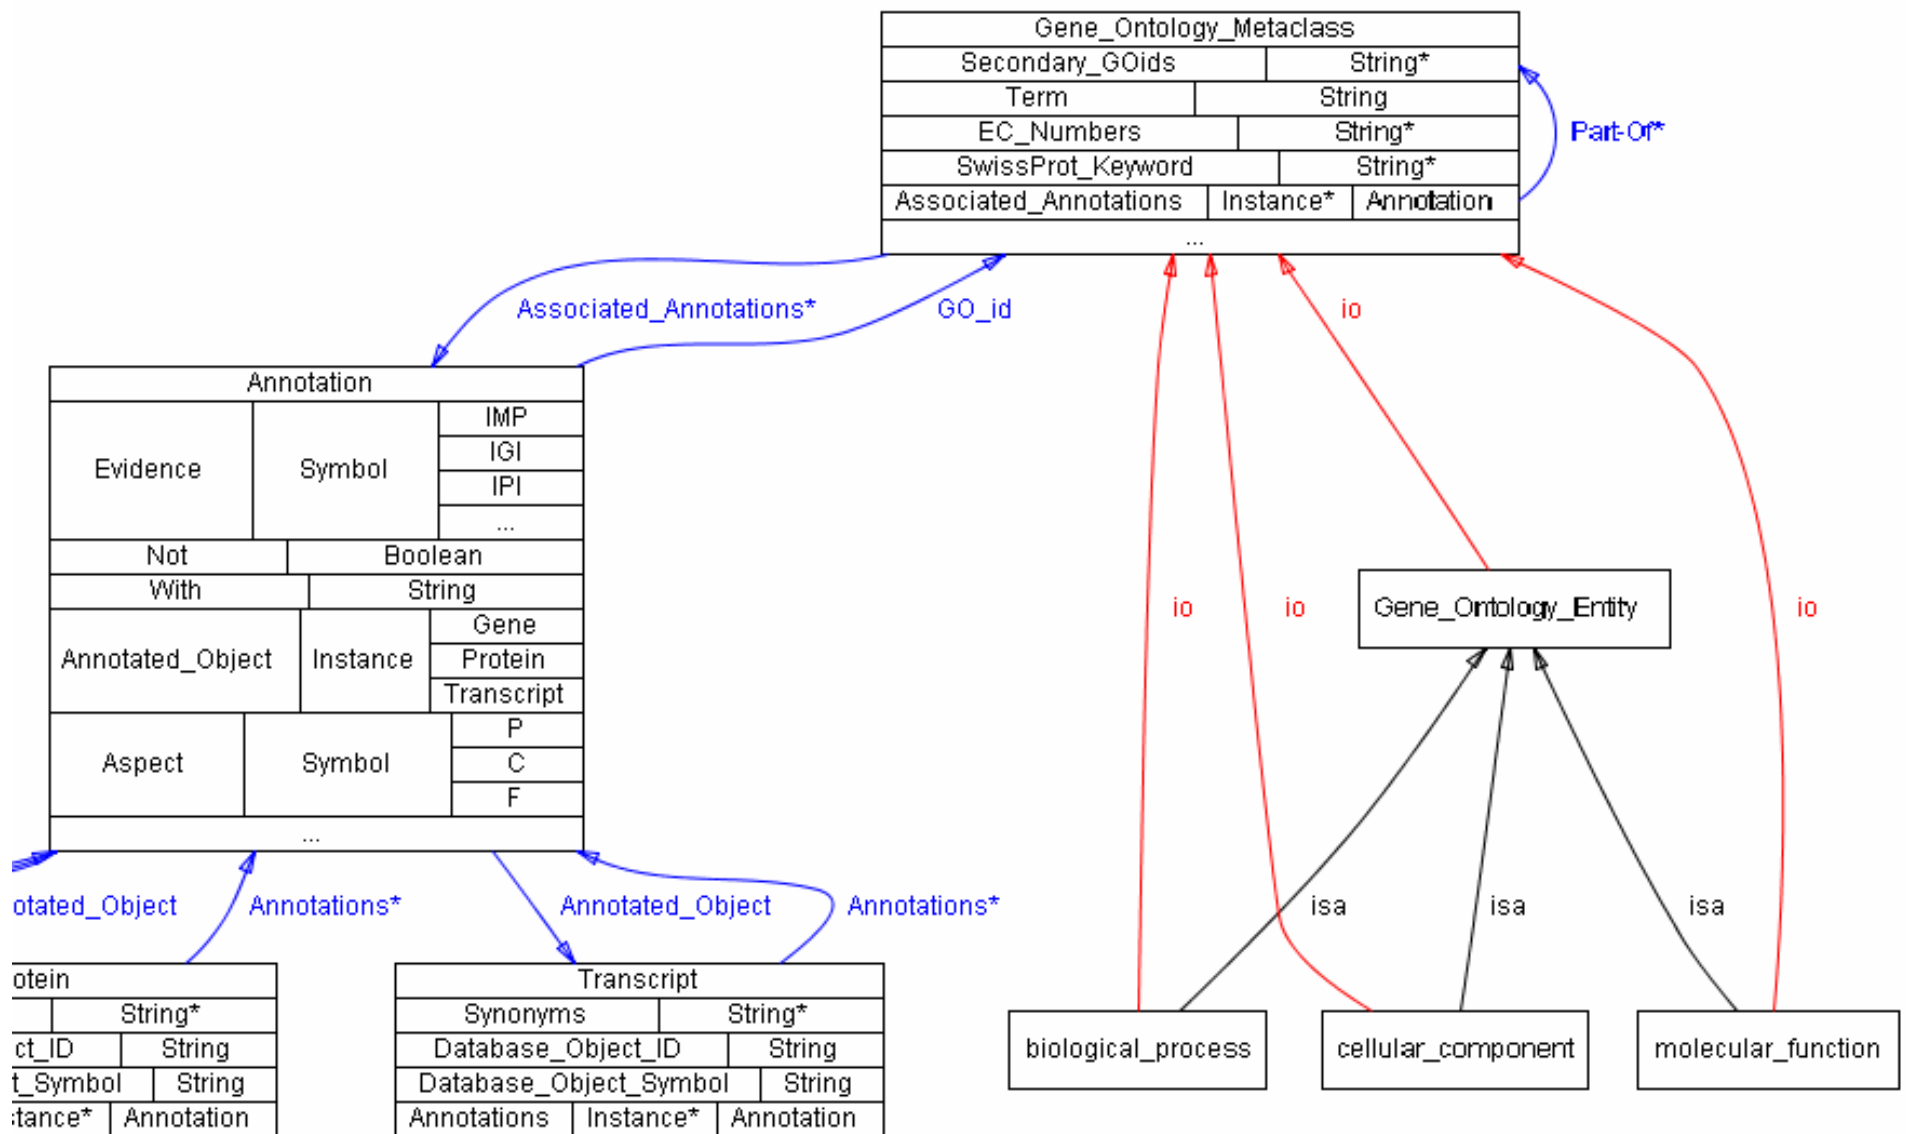 Gene_Ontology_Metaclass
Secondary_GOids String*
Term String
EC_Numbers String*
SwissProt_Keyword String*
Associated_Annotations Instance* Annotation
...
Part-Of*
Associated_Annotations*
GO_id
io
Annotation
Evidence Symbol
IMP
IGI
IPI
...
Not Boolean
With String
Annotated_Object Instance
Gene
Protein
Transcript
Aspect Symbol
P
C
F
...
io
io
Gene_Ontology_Entity
io
otated_Object
Annotations*
Annotated_Object
Annotations*
isa
isa
isa
otein
String*
ct_ID String
t_Symbol String
stance* Annotation
Transcript
Synonyms String*
Database_Object_ID String
Database_Object_Symbol String
Annotations Instance* Annotation
biological_process
cellular_component
molecular_function